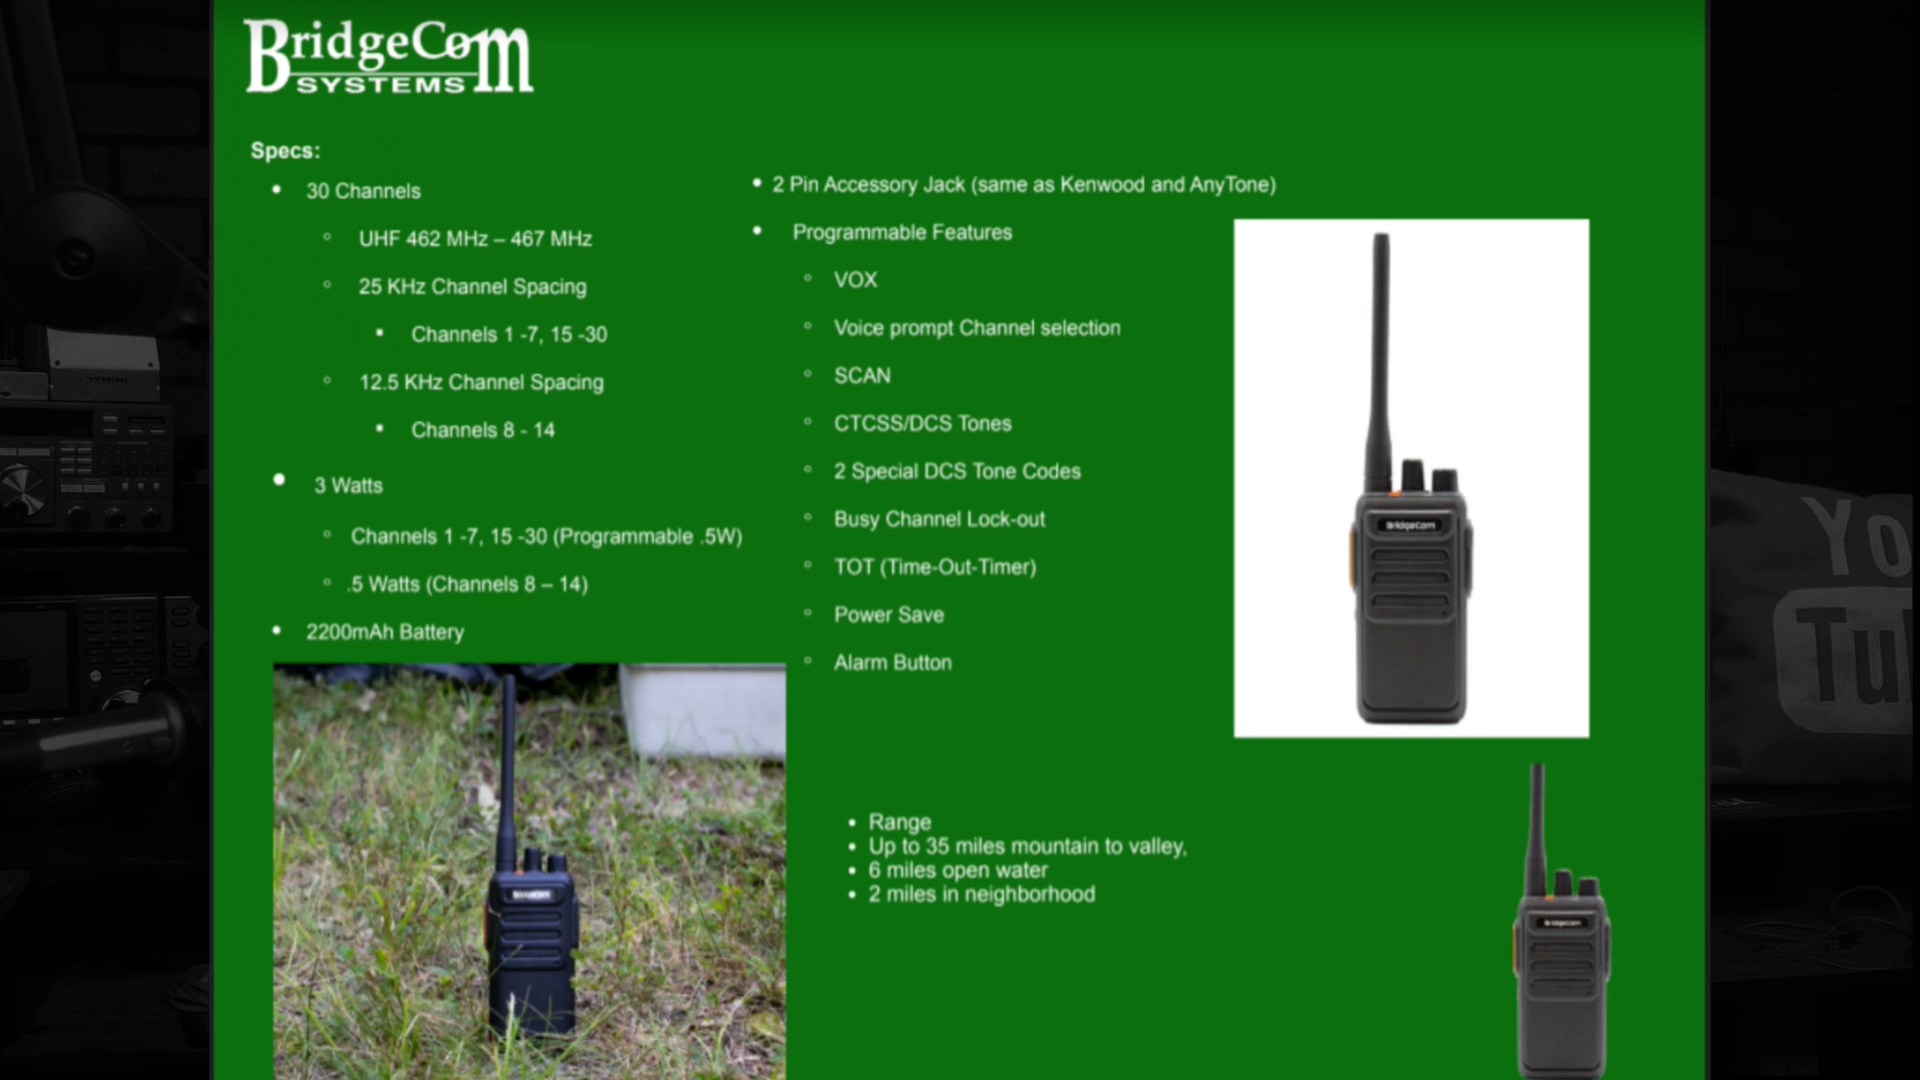 BridgeCom
SYSTEMS
Specs:
• 30 Channels
◦ UHF 462 MHz – 467 MHz
◦ 25 KHz Channel Spacing
▪ Channels 1 -7, 15 -30
◦ 12.5 KHz Channel Spacing
▪ Channels 8 - 14
• 3 Watts
◦ Channels 1 -7, 15 -30 (Programmable .5W)
◦ .5 Watts (Channels 8 – 14)
• 2200mAh Battery
• 2 Pin Accessory Jack (same as Kenwood and AnyTone)
• Programmable Features
◦ VOX
◦ Voice prompt Channel selection
◦ SCAN
◦ CTCSS/DCS Tones
◦ 2 Special DCS Tone Codes
◦ Busy Channel Lock-out
◦ TOT (Time-Out-Timer)
◦ Power Save
◦ Alarm Button
BridgeCom
• Range
• Up to 35 miles mountain to valley,
• 6 miles open water
• 2 miles in neighborhood
BridgeCom
BridgeCom
Yo
Tu